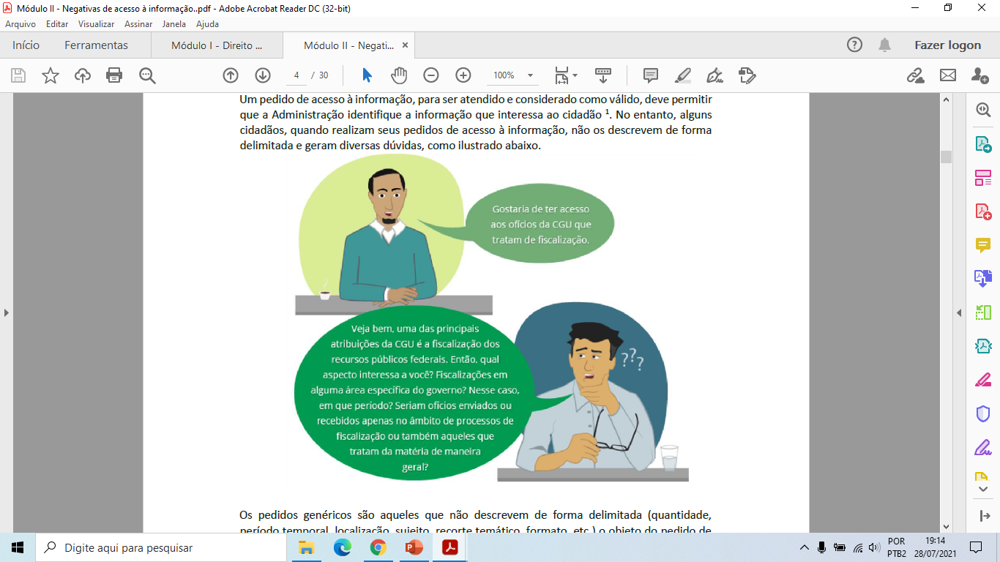 Módulo II - Negativas de acesso à informação..pdf - Adobe Acrobat Reader DC (32-bit)
Arquivo Editar Visualizar Assinar Janela Ajuda
Início Ferramentas Módulo I - Direito ... Módulo II - Negati... × Fazer logon
4 / 30 100%
Um pedido de acesso à informação, para ser atendido e considerado como válido, deve permitir
que a Administração identifique a informação que interessa ao cidadão ¹. No entanto, alguns
cidadãos, quando realizam seus pedidos de acesso à informação, não os descrevem de forma
delimitada e geram diversas dúvidas, como ilustrado abaixo.
Gostaria de ter acesso
aos ofícios da CGU que
tratam de fiscalização.
Veja bem, uma das principais
atribuições da CGU é a fiscalização dos
recursos públicos federais. Então, qual
aspecto interessa a você? Fiscalizações em
alguma área específica do governo? Nesse caso,
em que período? Seriam ofícios enviados ou
recebidos apenas no âmbito de processos de
fiscalização ou também aqueles que
tratam da matéria de maneira
geral?
???
Os pedidos genéricos são aqueles que não descrevem de forma delimitada (quantidade,
período temporal, localização, sujeito, recorte temático, formato, etc.) o objeto do pedido de
Digite aqui para pesquisar
POR
PTB2
19:14
28/07/2021